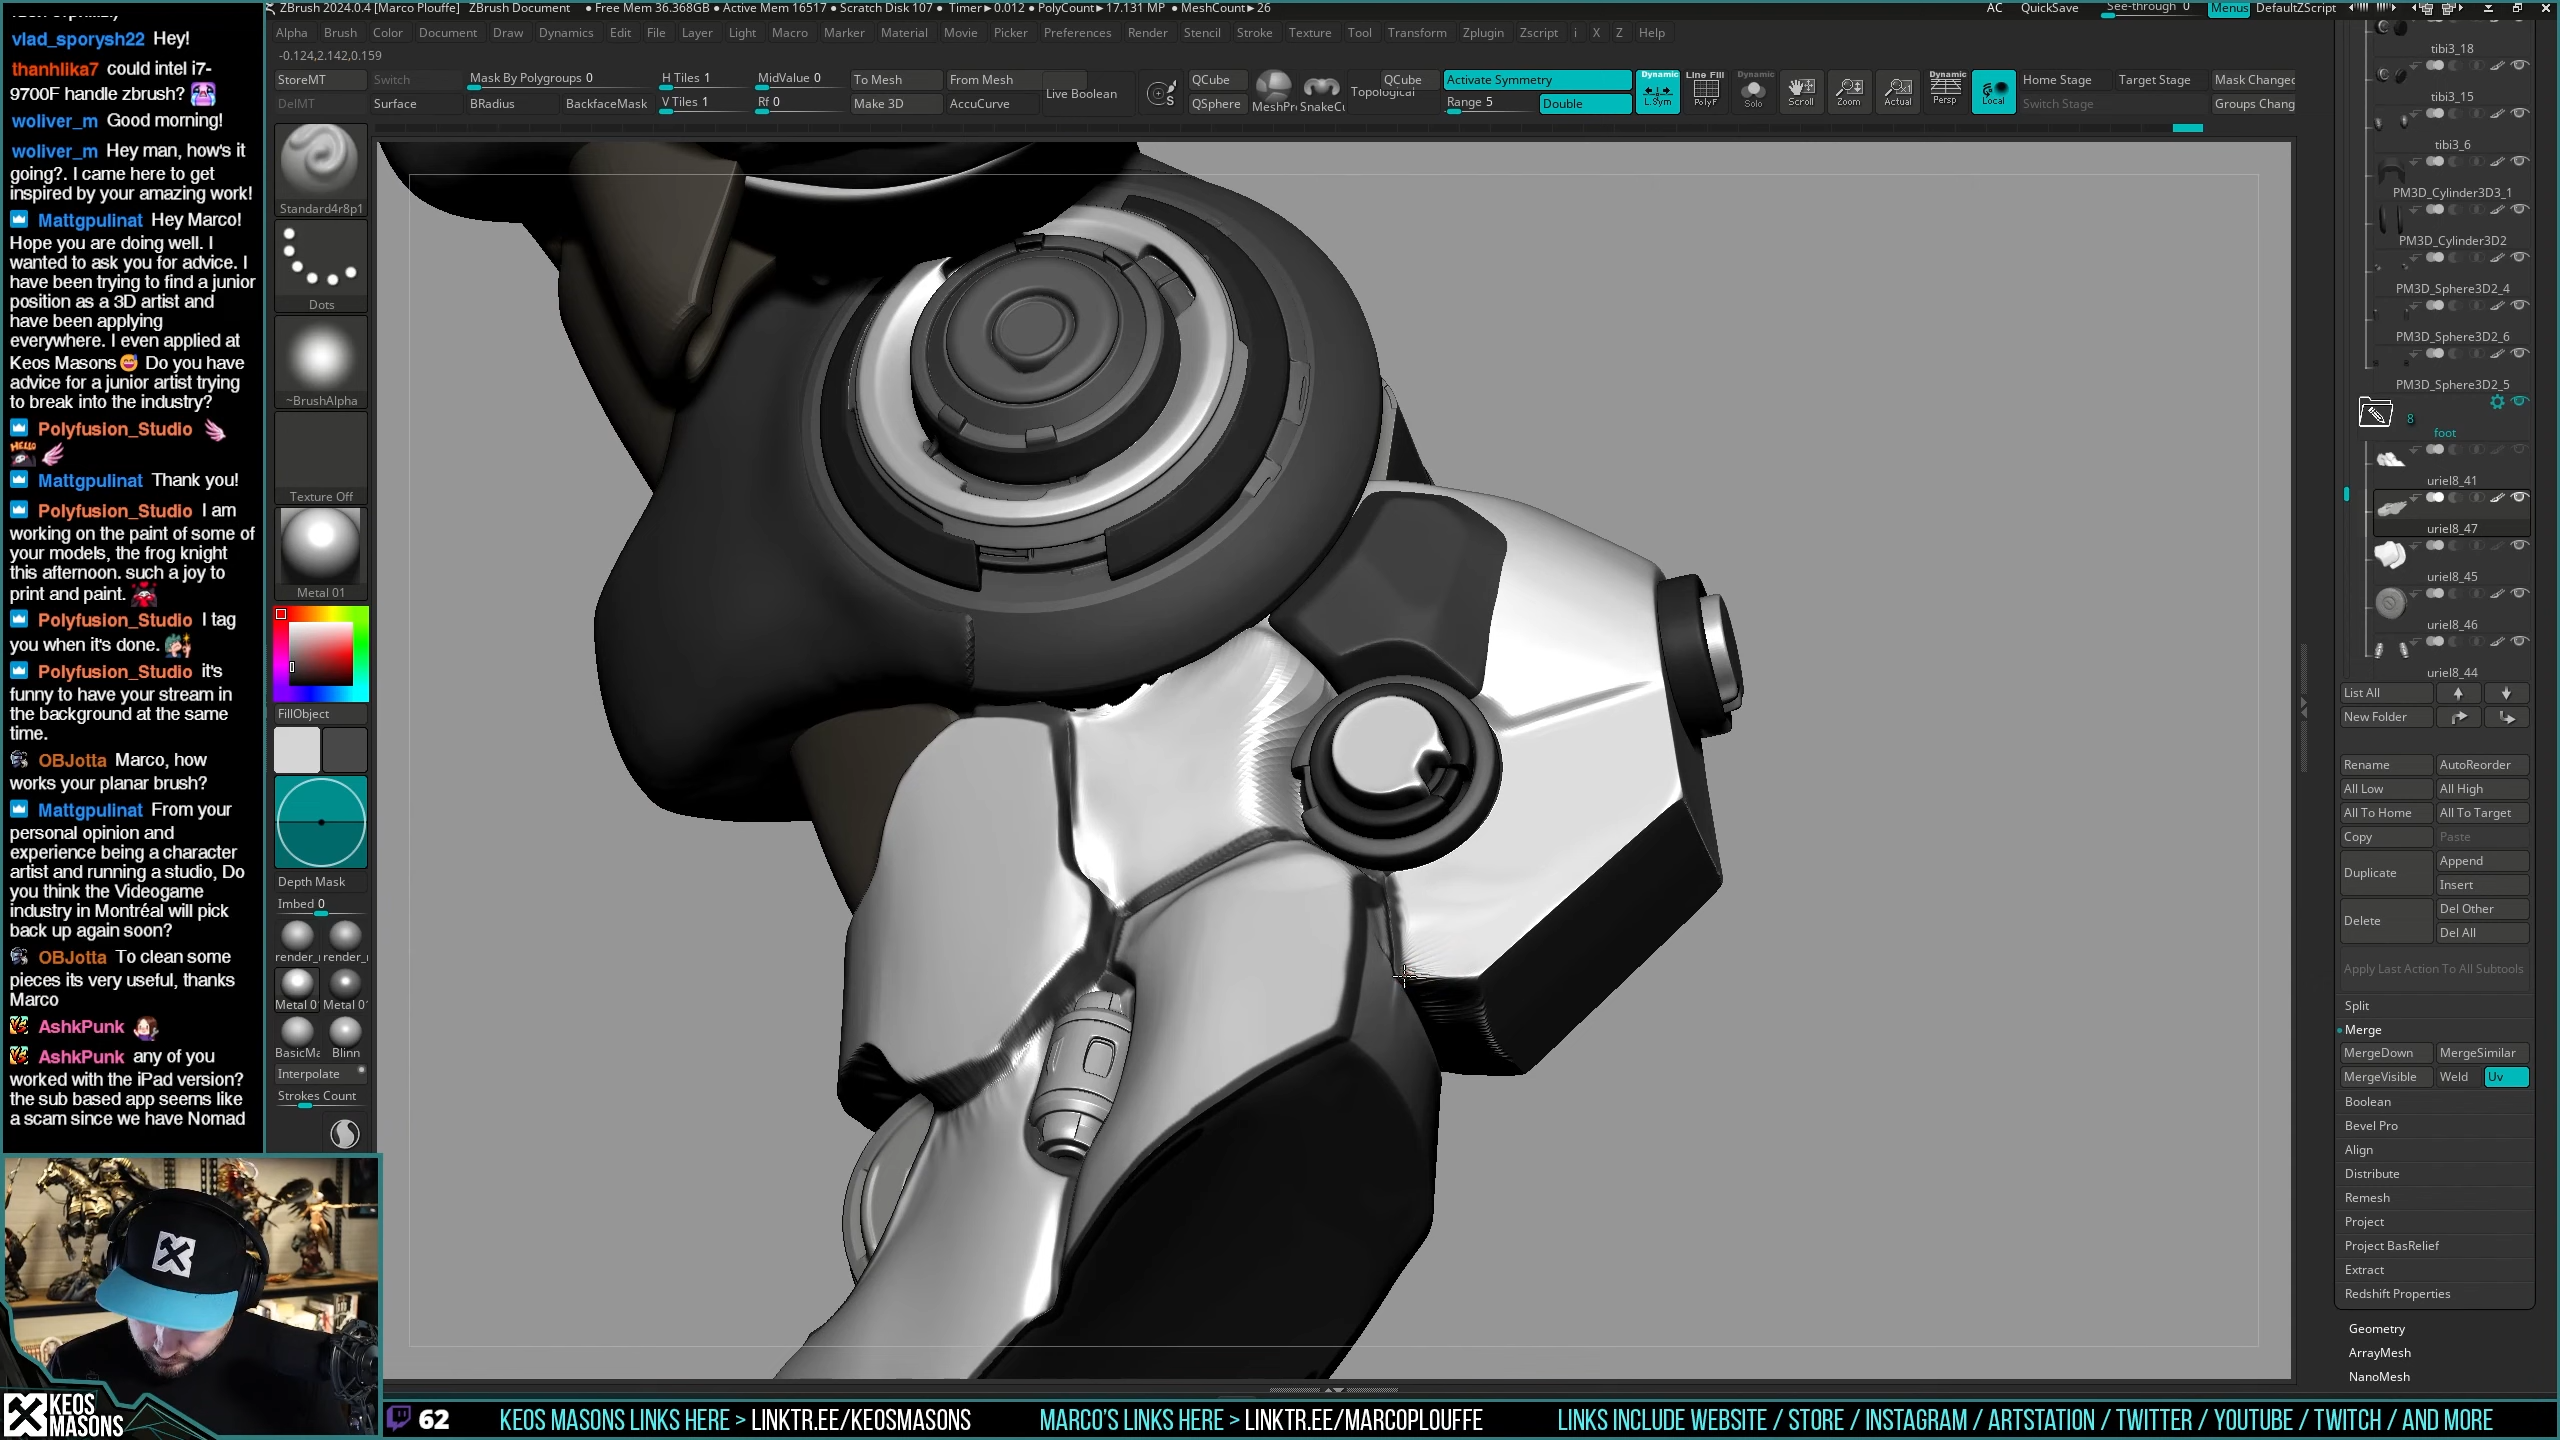 ZBrush 2024.0.4 [Marco Plouffe] ZBrush Document ● Free Mem 36.368GB ● Active Mem 16517 ● Scratch Disk 107 ● Timer►0.012 ● PolyCount►17.131 MP ● MeshCount►26
AC QuickSave See-through 0 Menus DefaultZScript
Alpha Brush Color Document Draw Dynamics Edit File Layer Light Macro Marker Material Movie Picker Preferences Render Stencil Stroke Texture Tool Transform Zplugin Zscript i X Z Help
-0.124,2.142,0.159
StoreMT Switch Mask By Polygroups 0 H Tiles 1 MidValue 0 To Mesh From Mesh
DelMT Surface BRadius BackfaceMask V Tiles 1 Rf 0 Make 3D AccuCurve Live Boolean
S QCube QSphere MeshPr SnakeCu Topological QCube
Activate Symmetry Range 5 Double
Dynamic L.Sym Line Fill PolyF Dynamic Solo Scroll Zoom Actual Dynamic Persp Local
Home Stage Target Stage Mask Changed
Switch Stage Groups Chang
vlad_sporysh22 Hey!
thanhlika7 could intel i7-
9700F handle zbrush?
woliver_m Good morning!
woliver_m Hey man, how's it
going?. I came here to get
inspired by your amazing work!
Mattgpulinat Hey Marco!
Hope you are doing well. I
wanted to ask you for advice. I
have been trying to find a junior
position as a 3D artist and
have been applying
everywhere. I even applied at
Keos Masons Do you have
advice for a junior artist trying
to break into the industry?
Polyfusion_Studio
HELLO
Mattgpulinat Thank you!
Polyfusion_Studio I am
working on the paint of some of
your models, the frog knight
this afternoon. such a joy to
print and paint.
Polyfusion_Studio I tag
you when it's done.
Polyfusion_Studio it's
funny to have your stream in
the background at the same
time.
OBJotta Marco, how
works your planar brush?
Mattgpulinat From your
personal opinion and
experience being a character
artist and running a studio, Do
you think the Videogame
industry in Montréal will pick
back up again soon?
OBJotta To clean some
pieces its very useful, thanks
Marco
AshkPunk
AshkPunk any of you
worked with the iPad version?
the sub based app seems like
a scam since we have Nomad
Standard4r8p1
Dots
~BrushAlpha
Texture Off
Metal 01
FillObject
Depth Mask
Imbed 0
render_ render_
Metal 0 Metal 0
BasicMa Blinn
Interpolate
Strokes Count
tibi3_18
tibi3_15
tibi3_6
PM3D_Cylinder3D3_1
PM3D_Cylinder3D2
PM3D_Sphere3D2_4
PM3D_Sphere3D2_6
PM3D_Sphere3D2_5
8
foot
uriel8_41
uriel8_47
uriel8_45
uriel8_46
uriel8_44
List All
New Folder
Rename AutoReorder
All Low All High
All To Home All To Target
Copy Paste
Duplicate Append
Insert
Delete Del Other
Del All
Apply Last Action To All Subtools
Split
Merge
MergeDown MergeSimilar
MergeVisible Weld Uv
Boolean
Bevel Pro
Align
Distribute
Remesh
Project
Project BasRelief
Extract
Redshift Properties
Geometry
ArrayMesh
NanoMesh
KEOS
MASONS
62 KEOS MASONS LINKS HERE > LINKTR.EE/KEOSMASONS MARCO'S LINKS HERE > LINKTR.EE/MARCOPLOUFFE LINKS INCLUDE WEBSITE / STORE / INSTAGRAM / ARTSTATION / TWITTER / YOUTUBE / TWITCH / AND MORE